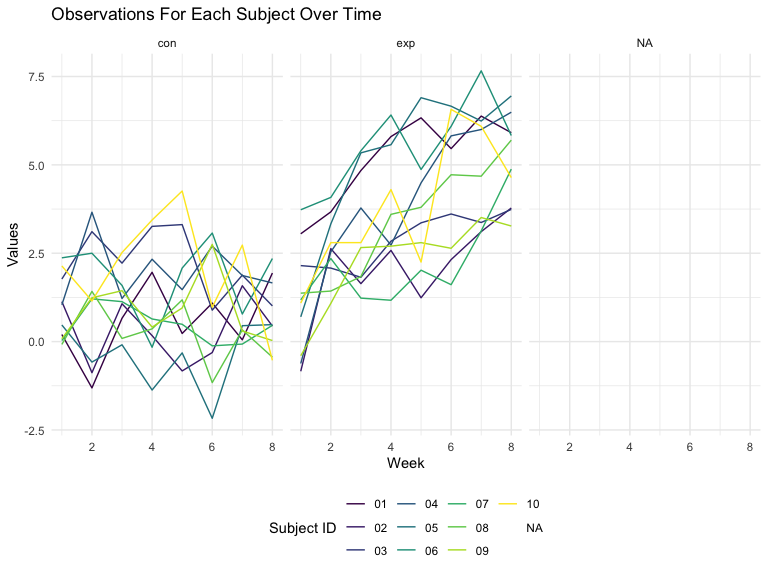 Observations For Each Subject Over Time
con exp NA
7.5
5.0
2.5
0.0
-2.5
2 4 6 8 2 4 6 8 2 4 6 8
Week
Values
Subject ID
01 04 07 10
02 05 08 NA
03 06 09